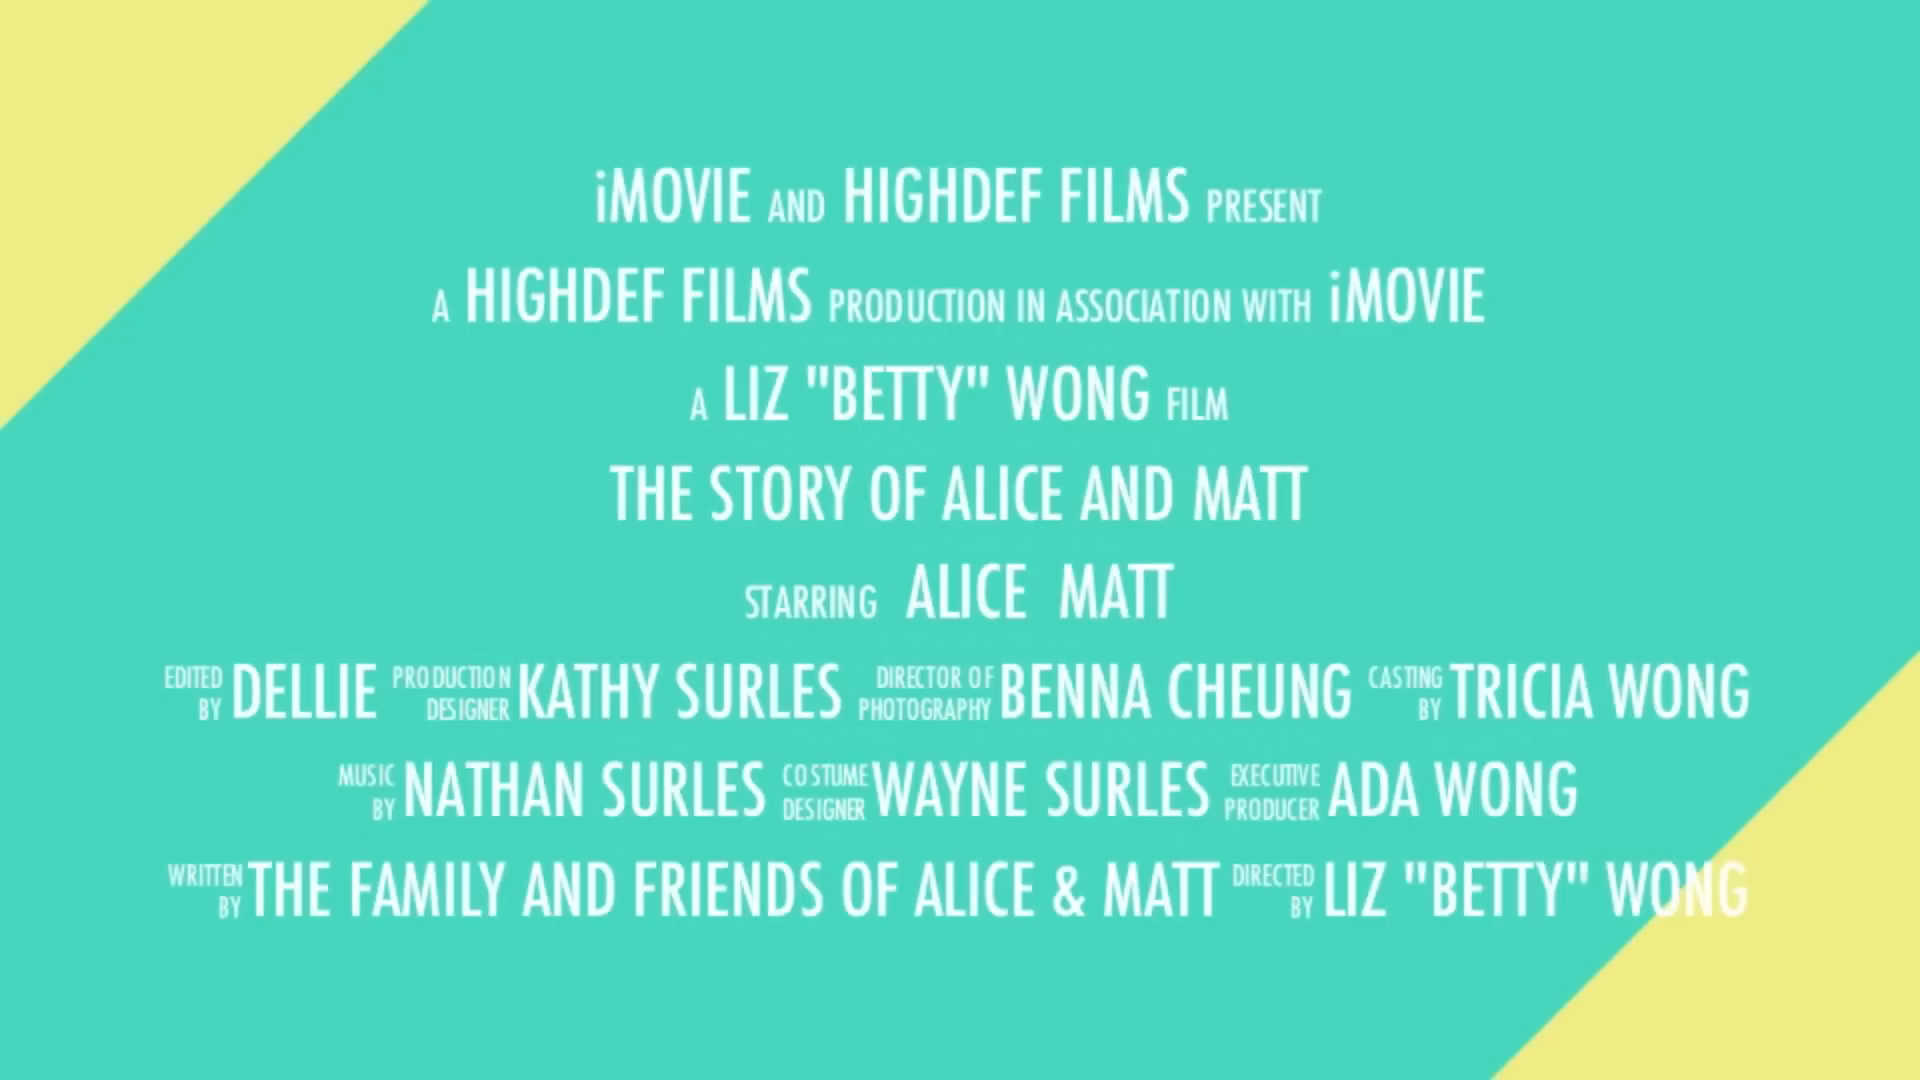 iMOVIE AND HIGHDEF FILMS PRESENT
A HIGHDEF FILMS PRODUCTION IN ASSOCIATION WITH iMOVIE
A LIZ "BETTY" WONG FILM
THE STORY OF ALICE AND MATT
STARRING ALICE MATT
EDITED BY DELLIE PRODUCTION DESIGNER KATHY SURLES DIRECTOR OF PHOTOGRAPHY BENNA CHEUNG CASTING BY TRICIA WONG
MUSIC BY NATHAN SURLES COSTUME DESIGNER WAYNE SURLES EXECUTIVE PRODUCER ADA WONG
WRITTEN BY THE FAMILY AND FRIENDS OF ALICE & MATT DIRECTED BY LIZ "BETTY" WONG